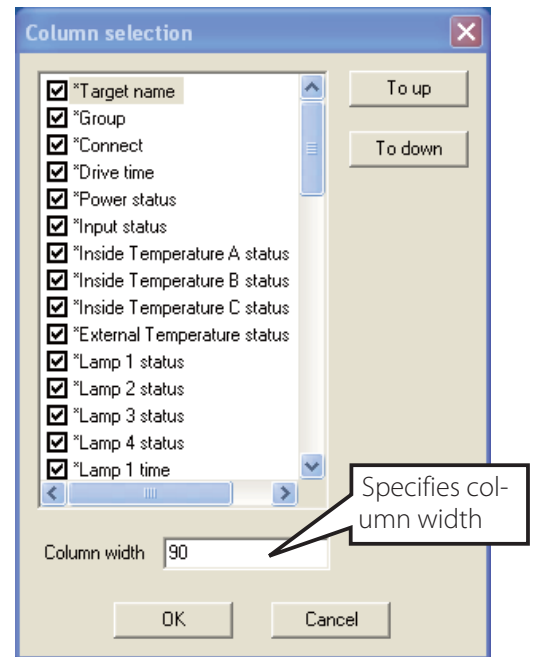 Column selection
*Target name
*Group
*Connect
*Drive time
*Power status
*Input status
*Inside Temperature A status
*Inside Temperature B status
*Inside Temperature C status
*External Temperature status
*Lamp 1 status
*Lamp 2 status
*Lamp 3 status
*Lamp 4 status
*Lamp 1 time
To up
To down
Specifies col-
umn width
Column width 90
OK Cancel